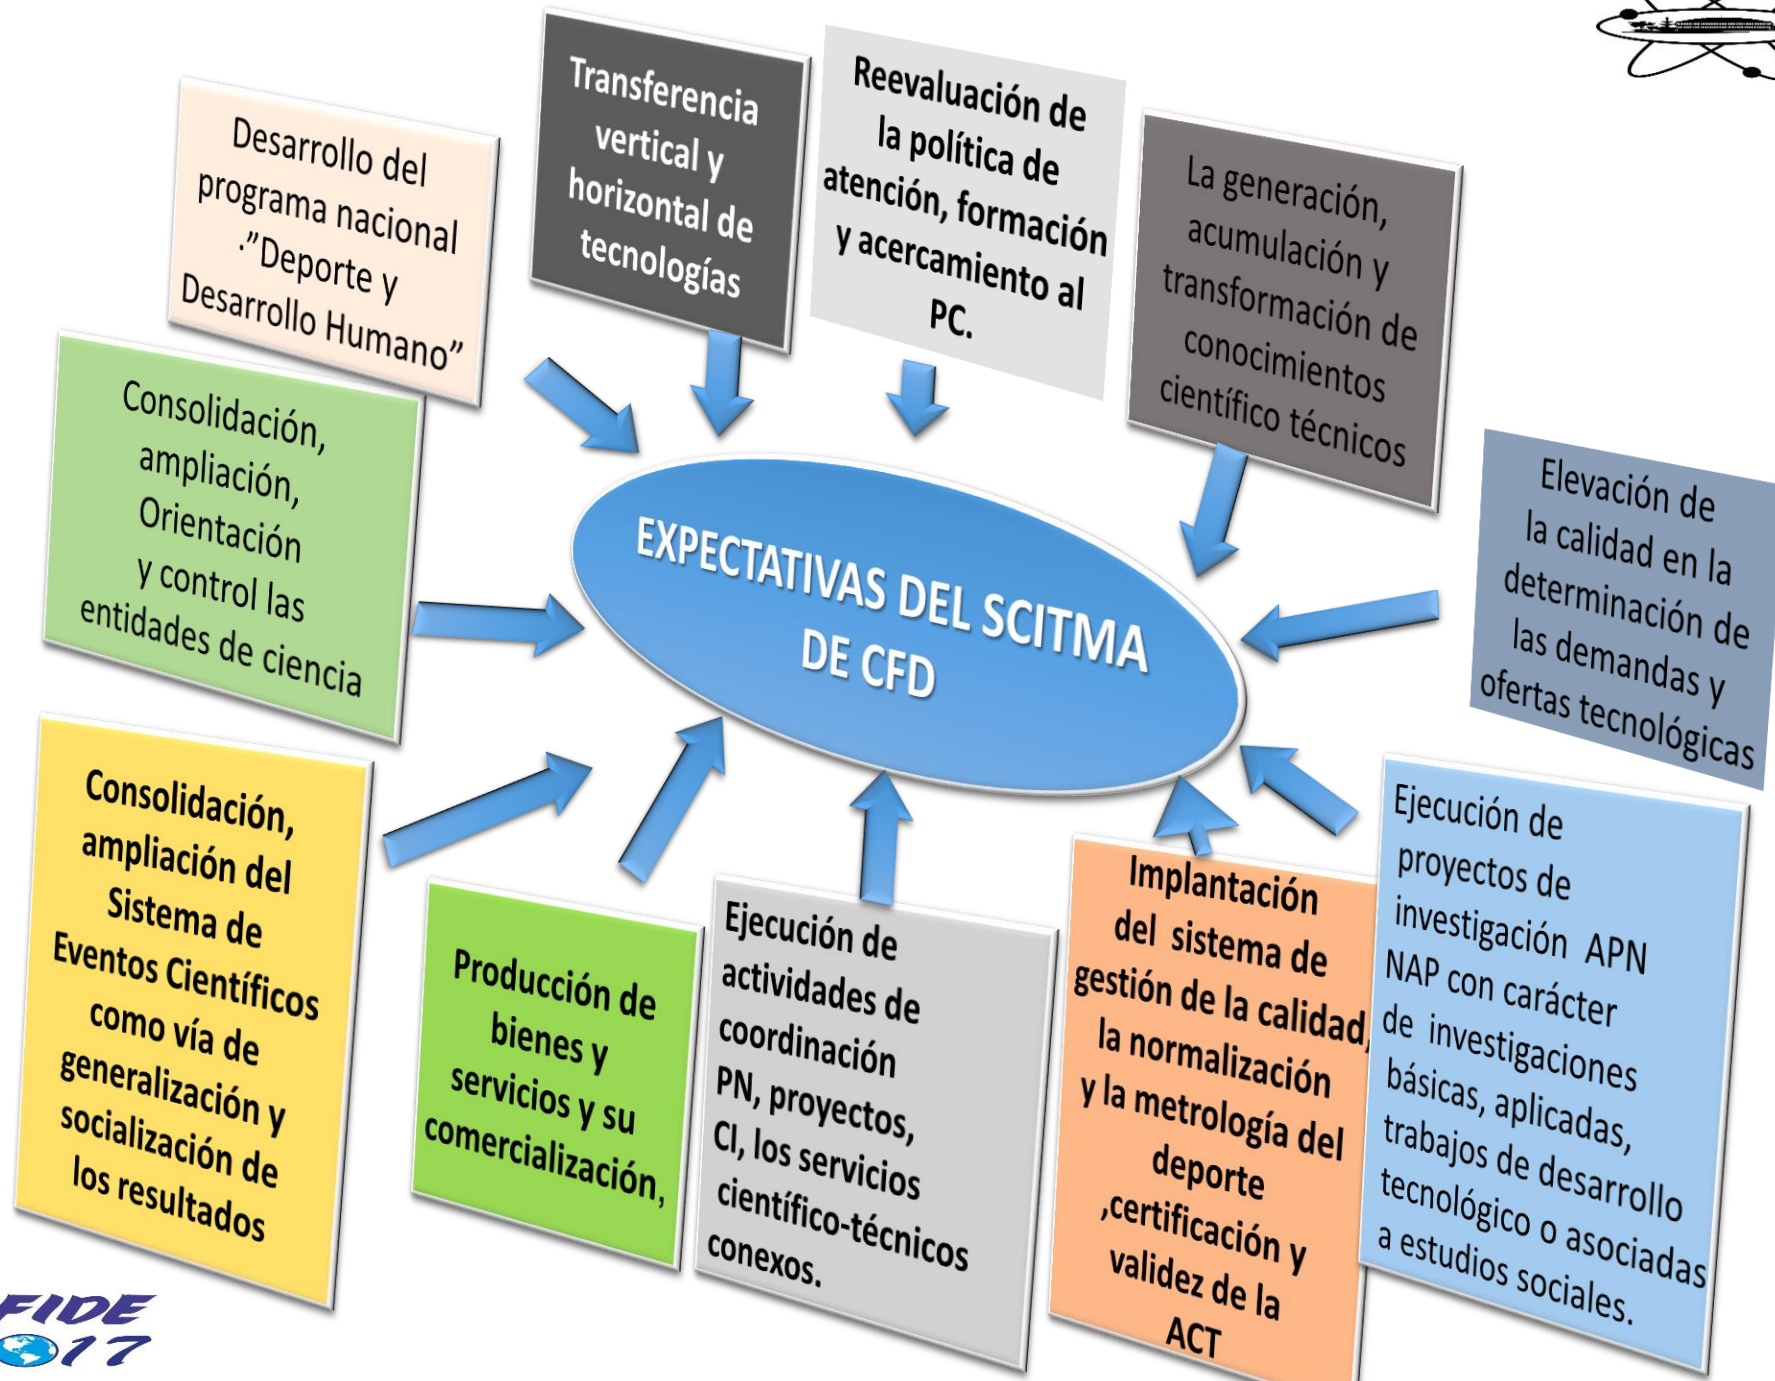 Desarrollo del
programa nacional
."Deporte y
Desarrollo Humano"
Transferencia
vertical y
horizontal de
tecnologías
Reevaluación de
la política de
atención, formación
y acercamiento al
PC.
La generación,
acumulación y
transformación de
conocimientos
científico técnicos
Consolidación,
ampliación,
Orientación
y control las
entidades de ciencia
EXPECTATIVAS DEL SCITMA
DE CFD
Elevación de
la calidad en la
determinación de
las demandas y
ofertas tecnológicas
Consolidación,
ampliación del
Sistema de
Eventos Científicos
como vía de
generalización y
socialización de
los resultados
Producción de
bienes y
servicios y su
comercialización,
Ejecución de
actividades de
coordinación
PN, proyectos,
CI, los servicios
científico-técnicos
conexos.
Implantación
del sistema de
gestión de la calidad,
la normalización
y la metrología del
deporte
,certificación y
validez de la
ACT
Ejecución de
proyectos de
investigación APN
NAP con carácter
de investigaciones
básicas, aplicadas,
trabajos de desarrollo
tecnológico o asociadas
a estudios sociales.
FIDE
17